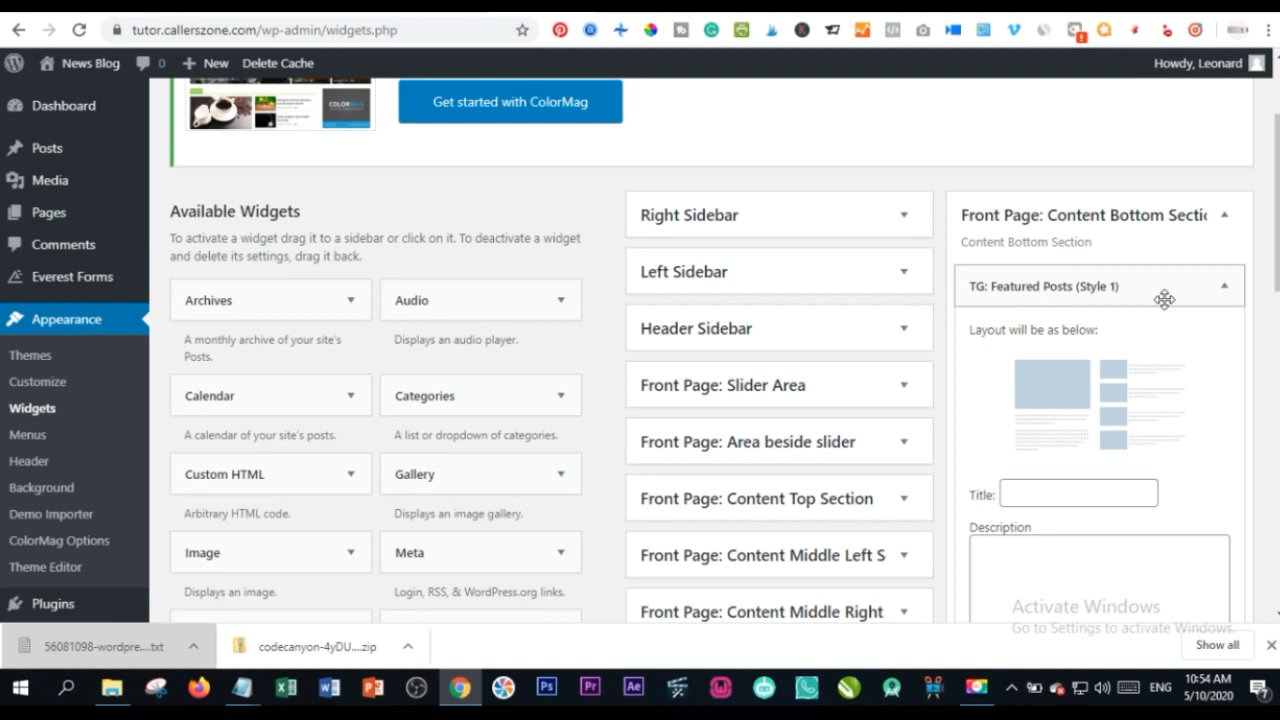 tutor.callerszone.com/wp-admin/widgets.php
News Blog
0
New
Delete Cache
Howdy, Leonard
Dashboard
Posts
Media
Pages
Comments
Everest Forms
Appearance
Themes
Customize
Widgets
Menus
Header
Background
Demo Importer
ColorMag Options
Theme Editor
Plugins
COLORMAG
Get started with ColorMag
Available Widgets
To activate a widget drag it to a sidebar or click on it. To deactivate a widget
and delete its settings, drag it back.
Archives
Audio
A monthly archive of your site's
Posts.
Displays an audio player.
Calendar
Categories
A calendar of your site's posts.
A list or dropdown of categories.
Custom HTML
Gallery
Arbitrary HTML code.
Displays an image gallery.
Image
Meta
Displays an image.
Login, RSS, & WordPress.org links.
Right Sidebar
Left Sidebar
Header Sidebar
Front Page: Slider Area
Front Page: Area beside slider
Front Page: Content Top Section
Front Page: Content Middle Left S
Front Page: Content Middle Right
Front Page: Content Bottom Sectio
Content Bottom Section
TG: Featured Posts (Style 1)
Layout will be as below:
Title:
Description
Activate Windows
Go to Settings to activate Windows.
56081098-wordpre....txt
codecanyon-4yDU....zip
Show all
ENG
10:54 AM
5/10/2020
7